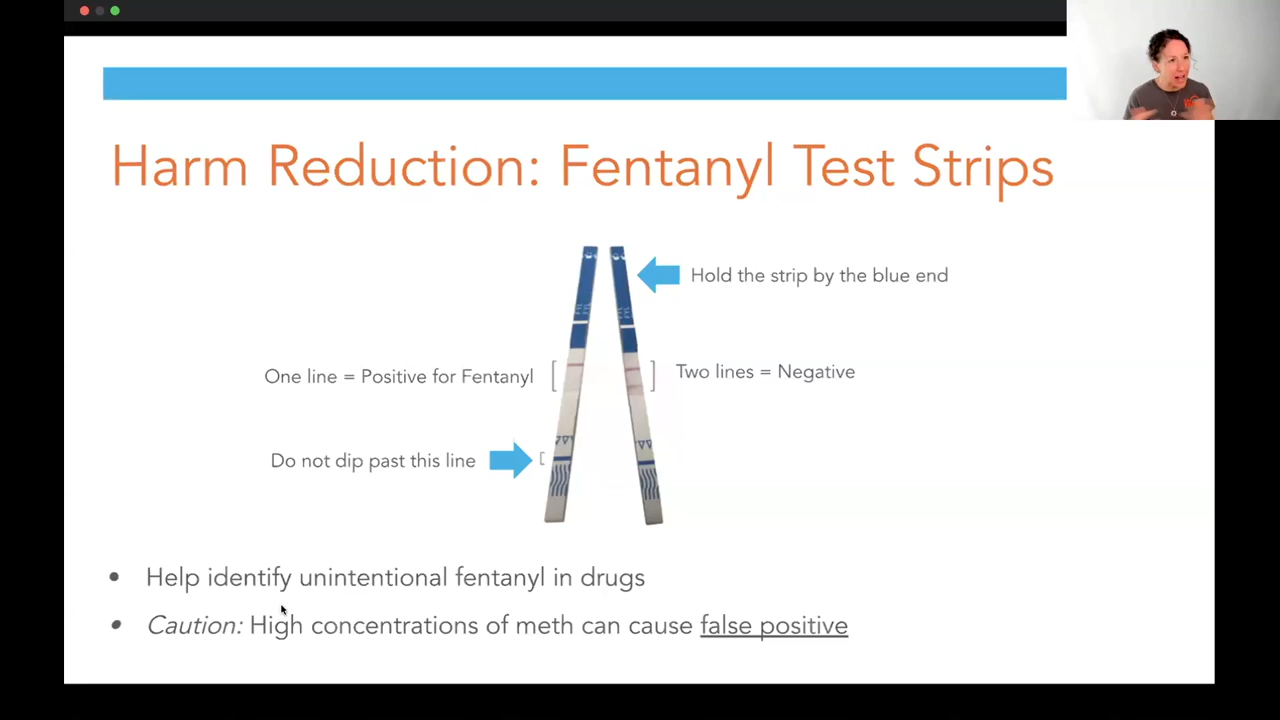 Harm Reduction: Fentanyl Test Strips
Hold the strip by the blue end
One line = Positive for Fentanyl
Two lines = Negative
Do not dip past this line
• Help identify unintentional fentanyl in drugs
• Caution: High concentrations of meth can cause false positive